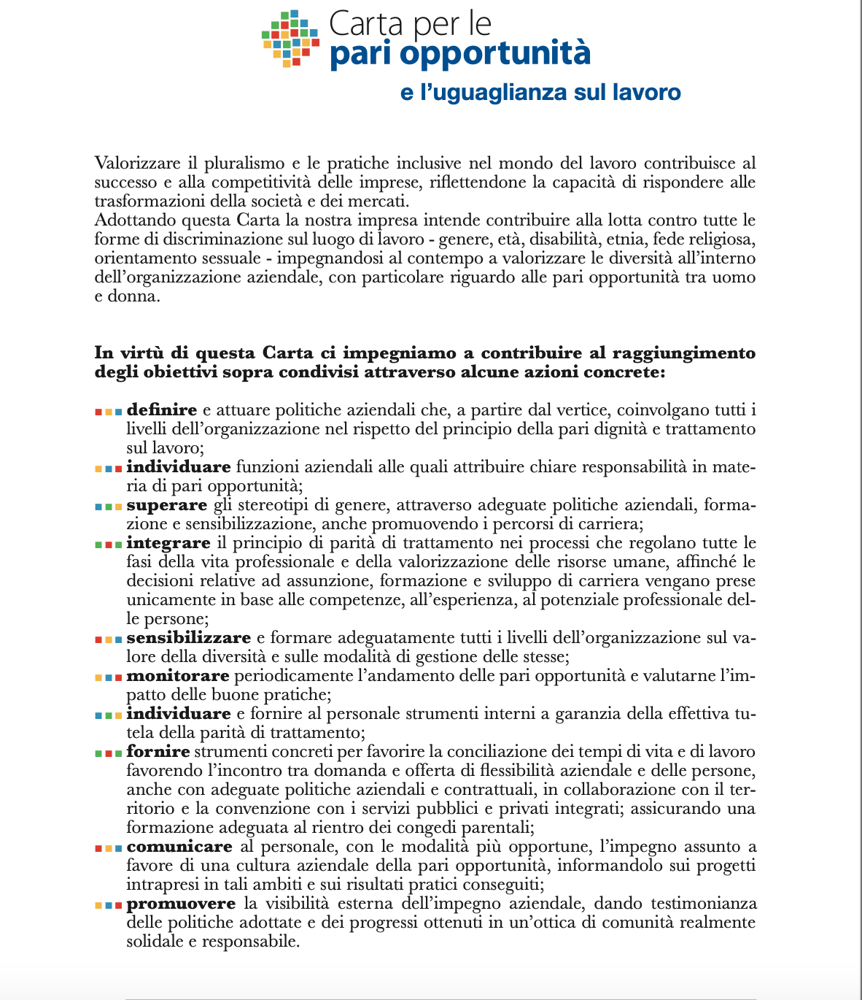 Carta per le
pari opportunità
e l’uguaglianza sul lavoro
Valorizzare il pluralismo e le pratiche inclusive nel mondo del lavoro contribuisce al
successo e alla competitività delle imprese, riflettendone la capacità di rispondere alle
trasformazioni della società e dei mercati.
Adottando questa Carta la nostra impresa intende contribuire alla lotta contro tutte le
forme di discriminazione sul luogo di lavoro - genere, età, disabilità, etnia, fede religiosa,
orientamento sessuale - impegnandosi al contempo a valorizzare le diversità all’interno
dell’organizzazione aziendale, con particolare riguardo alle pari opportunità tra uomo
e donna.
In virtù di questa Carta ci impegniamo a contribuire al raggiungimento
degli obiettivi sopra condivisi attraverso alcune azioni concrete:
definire e attuare politiche aziendali che, a partire dal vertice, coinvolgano tutti i
livelli dell’organizzazione nel rispetto del principio della pari dignità e trattamento
sul lavoro;
individuare funzioni aziendali alle quali attribuire chiare responsabilità in mate-
ria di pari opportunità;
superare gli stereotipi di genere, attraverso adeguate politiche aziendali, forma-
zione e sensibilizzazione, anche promuovendo i percorsi di carriera;
integrare il principio di parità di trattamento nei processi che regolano tutte le
fasi della vita professionale e della valorizzazione delle risorse umane, affinché le
decisioni relative ad assunzione, formazione e sviluppo di carriera vengano prese
unicamente in base alle competenze, all’esperienza, al potenziale professionale del-
le persone;
sensibilizzare e formare adeguatamente tutti i livelli dell’organizzazione sul va-
lore della diversità e sulle modalità di gestione delle stesse;
monitorare periodicamente l’andamento delle pari opportunità e valutarne l’im-
patto delle buone pratiche;
individuare e fornire al personale strumenti interni a garanzia della effettiva tu-
tela della parità di trattamento;
fornire strumenti concreti per favorire la conciliazione dei tempi di vita e di lavoro
favorendo l’incontro tra domanda e offerta di flessibilità aziendale e delle persone,
anche con adeguate politiche aziendali e contrattuali, in collaborazione con il ter-
ritorio e la convenzione con i servizi pubblici e privati integrati; assicurando una
formazione adeguata al rientro dei congedi parentali;
comunicare al personale, con le modalità più opportune, l’impegno assunto a
favore di una cultura aziendale della pari opportunità, informandolo sui progetti
intrapresi in tali ambiti e sui risultati pratici conseguiti;
promuovere la visibilità esterna dell’impegno aziendale, dando testimonianza
delle politiche adottate e dei progressi ottenuti in un’ottica di comunità realmente
solidale e responsabile.